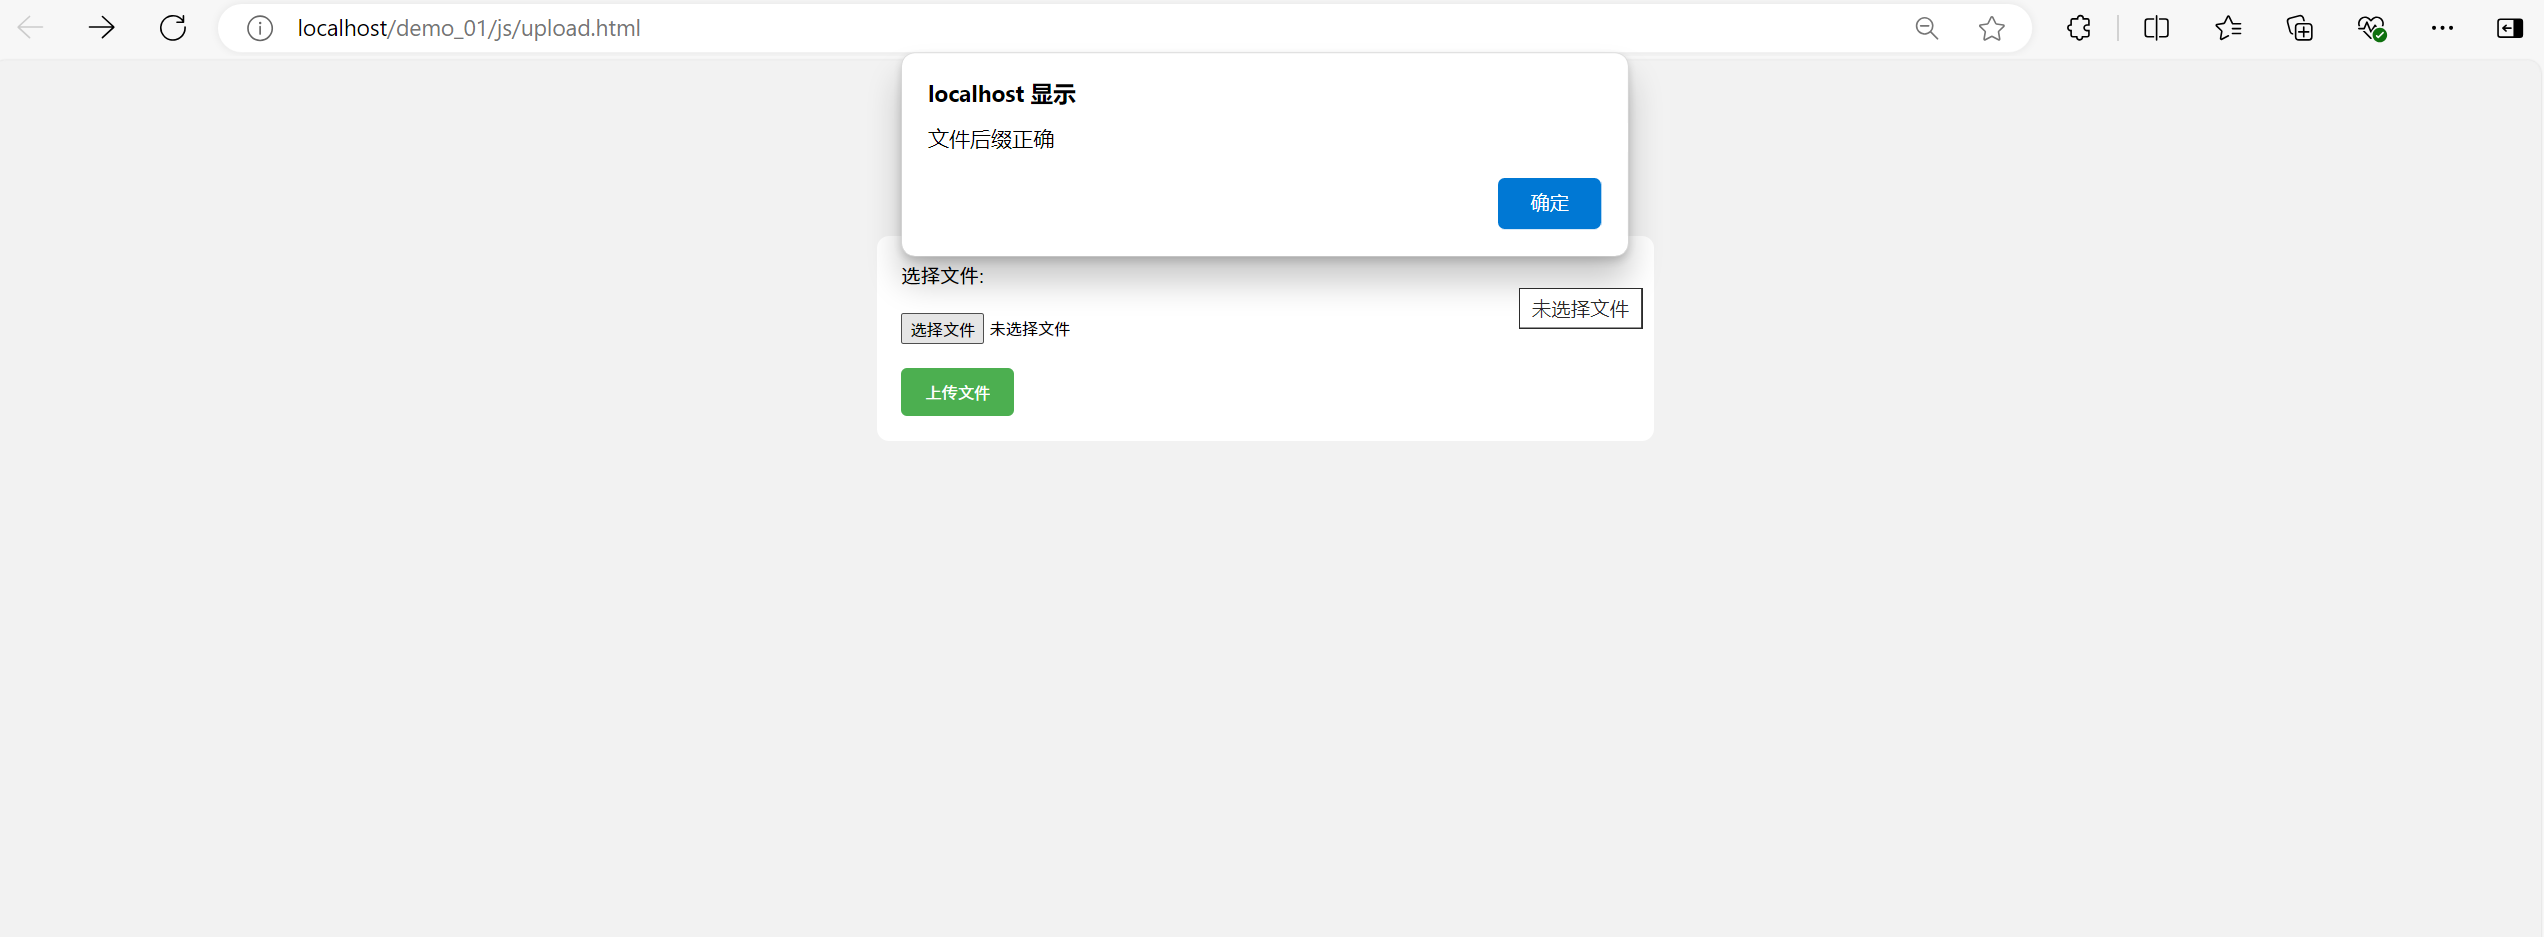 localhost/demo_01/js/upload.html
localhost 显示
文件后缀正确
确定
选择文件:
未选择文件
选择文件 未选择文件
上传文件